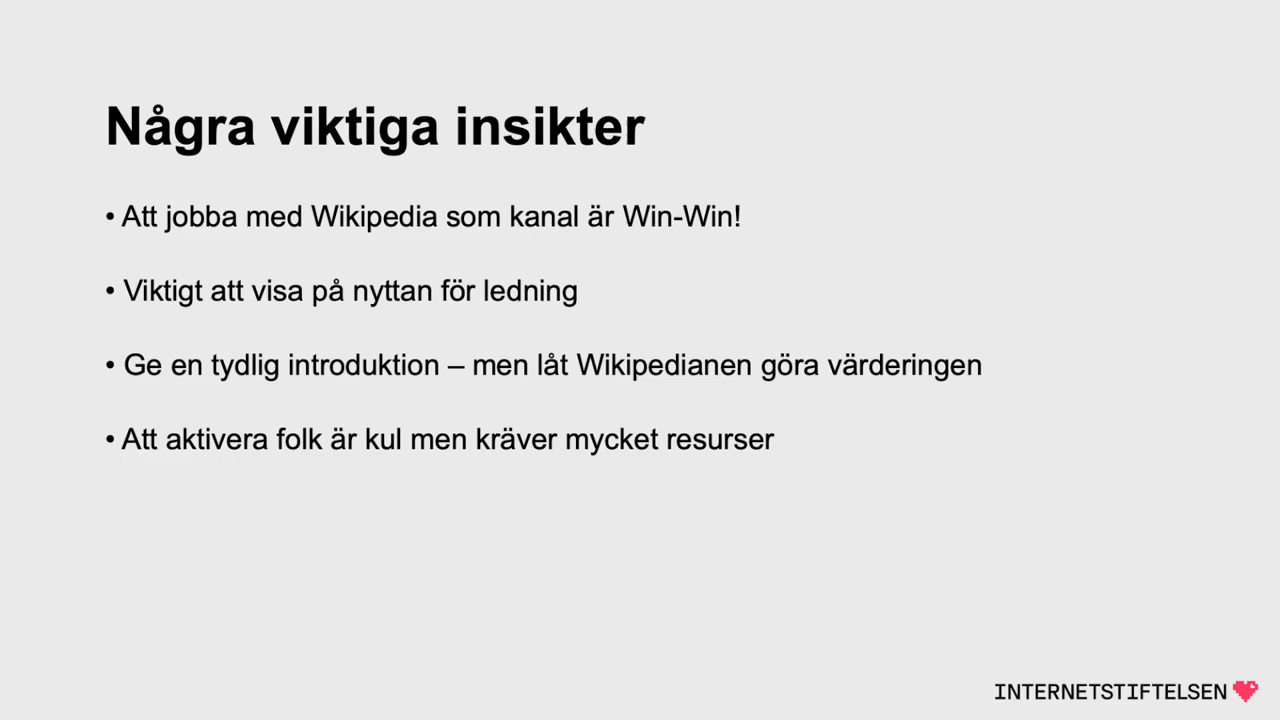 Några viktiga insikter
• Att jobba med Wikipedia som kanal är Win-Win!
• Viktigt att visa på nyttan för ledning
• Ge en tydlig introduktion – men låt Wikipedianen göra värderingen
• Att aktivera folk är kul men kräver mycket resurser
INTERNETSTIFTELSEN